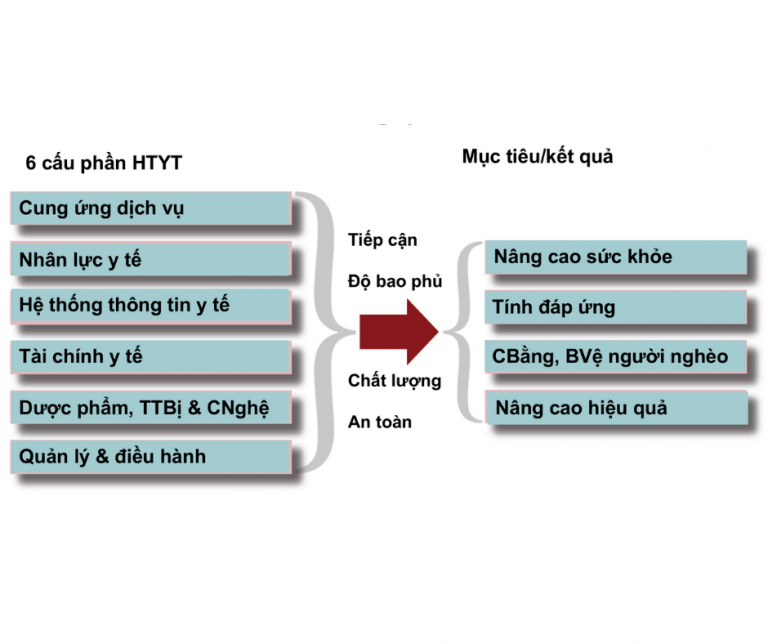 6 cấu phần HTYT
Cung ứng dịch vụ
Nhân lực y tế
Hệ thống thông tin y tế
Tài chính y tế
Dược phẩm, TTBị & CNghệ
Quản lý & điều hành
Tiếp cận
Độ bao phủ
Chất lượng
An toàn
Mục tiêu/kết quả
Nâng cao sức khỏe
Tính đáp ứng
CBằng, BVệ người nghèo
Nâng cao hiệu quả